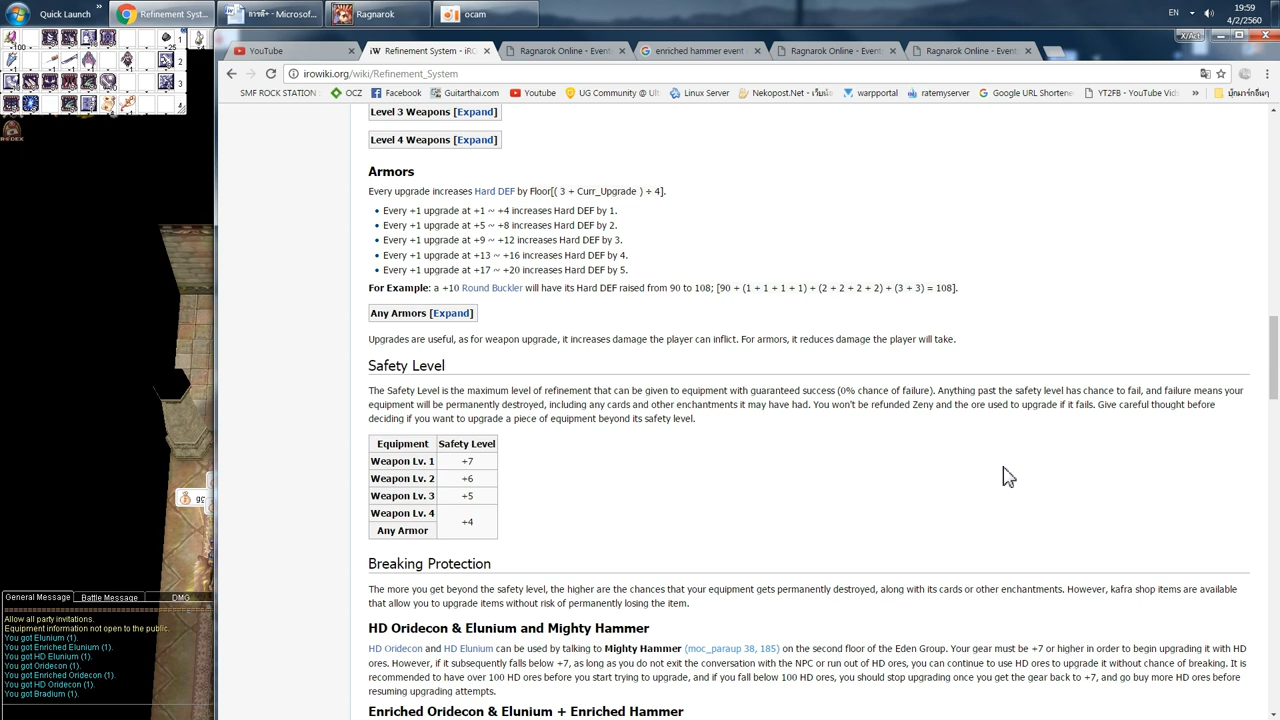 Quick Launch
Refinement Syst...
การตี+ - Microsof...
Ragnarok
ocam
EN
19:59
4/2/2560
X/Act
YouTube
Refinement System - iRO
Ragnarok Online - Event
enriched hammer event
Ragnarok Online - Event
Ragnarok Online - Event
irowiki.org/wiki/Refinement_System
SMF ROCK STATION
OCZ
Facebook
Guitarthai.com
Youtube
UG Community @ Ult
Linux Server
Nekopost.Net - เว็บอ่
warpportal
ratemyserver
Google URL Shortene
YT2FB - YouTube Vid
บุ๊กมาร์กอื่นๆ
Level 3 Weapons [Expand]
Level 4 Weapons [Expand]
Armors
Every upgrade increases Hard DEF by Floor[( 3 + Curr_Upgrade ) ÷ 4].
Every +1 upgrade at +1 ~ +4 increases Hard DEF by 1.
Every +1 upgrade at +5 ~ +8 increases Hard DEF by 2.
Every +1 upgrade at +9 ~ +12 increases Hard DEF by 3.
Every +1 upgrade at +13 ~ +16 increases Hard DEF by 4.
Every +1 upgrade at +17 ~ +20 increases Hard DEF by 5.
For Example: a +10 Round Buckler will have its Hard DEF raised from 90 to 108; [90 + (1 + 1 + 1 + 1) + (2 + 2 + 2 + 2) + (3 + 3) = 108].
Any Armors [Expand]
Upgrades are useful, as for weapon upgrade, it increases damage the player can inflict. For armors, it reduces damage the player will take.
Safety Level
The Safety Level is the maximum level of refinement that can be given to equipment with guaranteed success (0% chance of failure). Anything past the safety level has chance to fail, and failure means your
equipment will be permanently destroyed, including any cards and other enchantments it may have had. You won't be refunded Zeny and the ore used to upgrade if it fails. Give careful thought before
deciding if you want to upgrade a piece of equipment beyond its safety level.
Equipment Safety Level
Weapon Lv. 1 +7
Weapon Lv. 2 +6
Weapon Lv. 3 +5
Weapon Lv. 4
+4
Any Armor
Breaking Protection
The more you get beyond the safety level, the higher are the chances that your equipment gets permanently destroyed, along with its cards or other enchantments. However, kafra shop items are available
that allow you to upgrade items without risk of permanently losing the item.
HD Oridecon & Elunium and Mighty Hammer
HD Oridecon and HD Elunium can be used by talking to Mighty Hammer (moc_paraup 38, 185) on the second floor of the Eden Group. Your gear must be +7 or higher in order to begin upgrading it with HD
ores. However, if it subsequently falls below +7, as long as you do not exit the conversation with the NPC or run out of HD ores, you can continue to use HD ores to upgrade it without chance of breaking. It is
recommended to have over 100 HD ores before you start trying to upgrade, and if you fall below 100 HD ores, you should stop upgrading once you get the gear back to +7, and go buy more HD ores before
resuming upgrading attempts.
Enriched Oridecon & Elunium + Enriched Hammer
100
25
1
2
3
4
General Message
Battle Message
DMG
Allow all party invitations.
Equipment information not open to the public.
You got Elunium (1).
You got Enriched Elunium (1).
You got HD Elunium (1).
You got Oridecon (1).
You got Enriched Oridecon (1).
You got HD Oridecon (1).
You got Bradium (1).